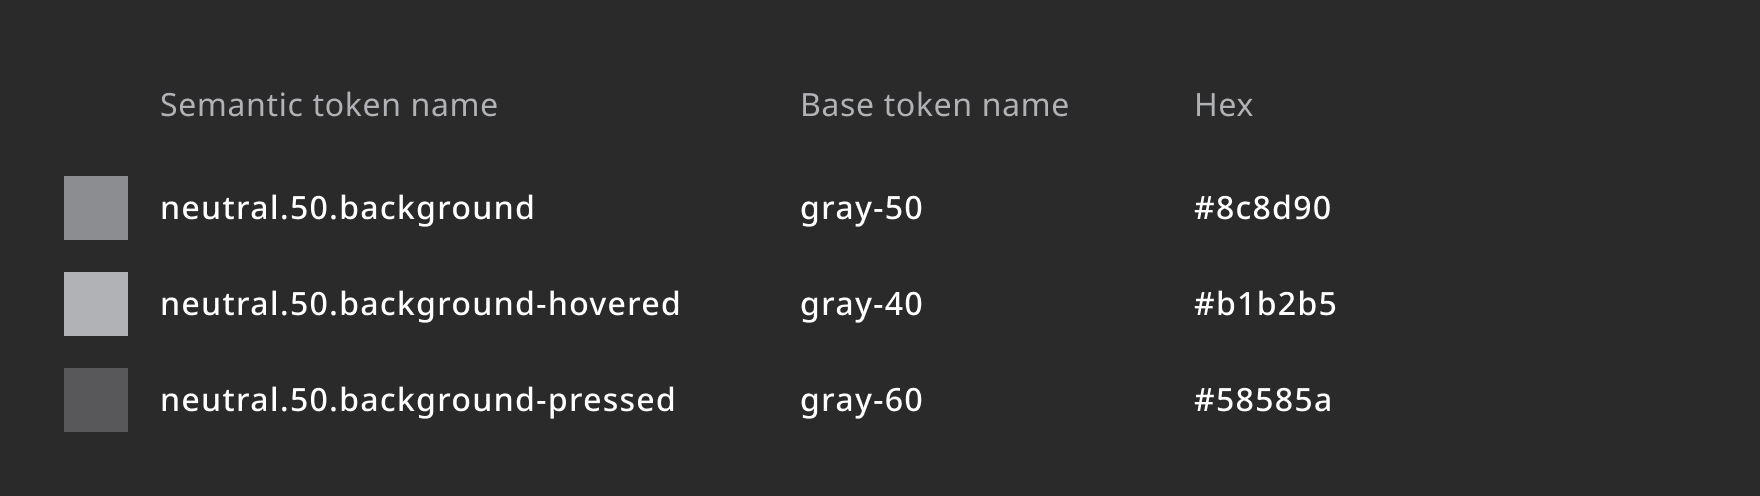 Semantic token name Base token name Hex
neutral.50.background gray-50 #8c8d90
neutral.50.background-hovered gray-40 #b1b2b5
neutral.50.background-pressed gray-60 #58585a